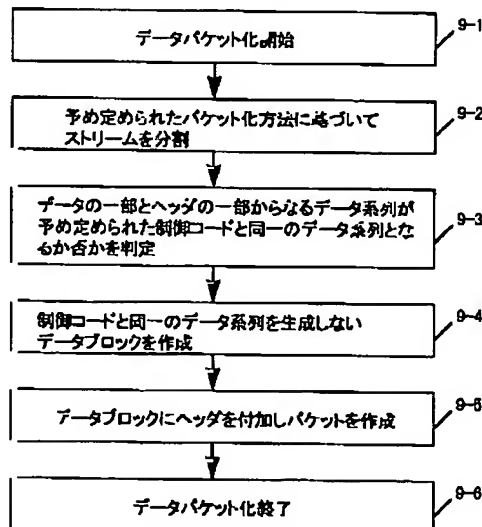 データパケット化開始
9-1
予め定められたパケット化方法に基づいて
ストリームを分割
9-2
データの一部とヘッダの一部からなるデータ系列が
予め定められた制御コードと同一のデータ系列とな
るか否かを判定
9-3
制御コードと同一のデータ系列を生成しない
データブロックを作成
9-4
データブロックにヘッダを付加しパケットを作成
9-5
データパケット化終了
9-6